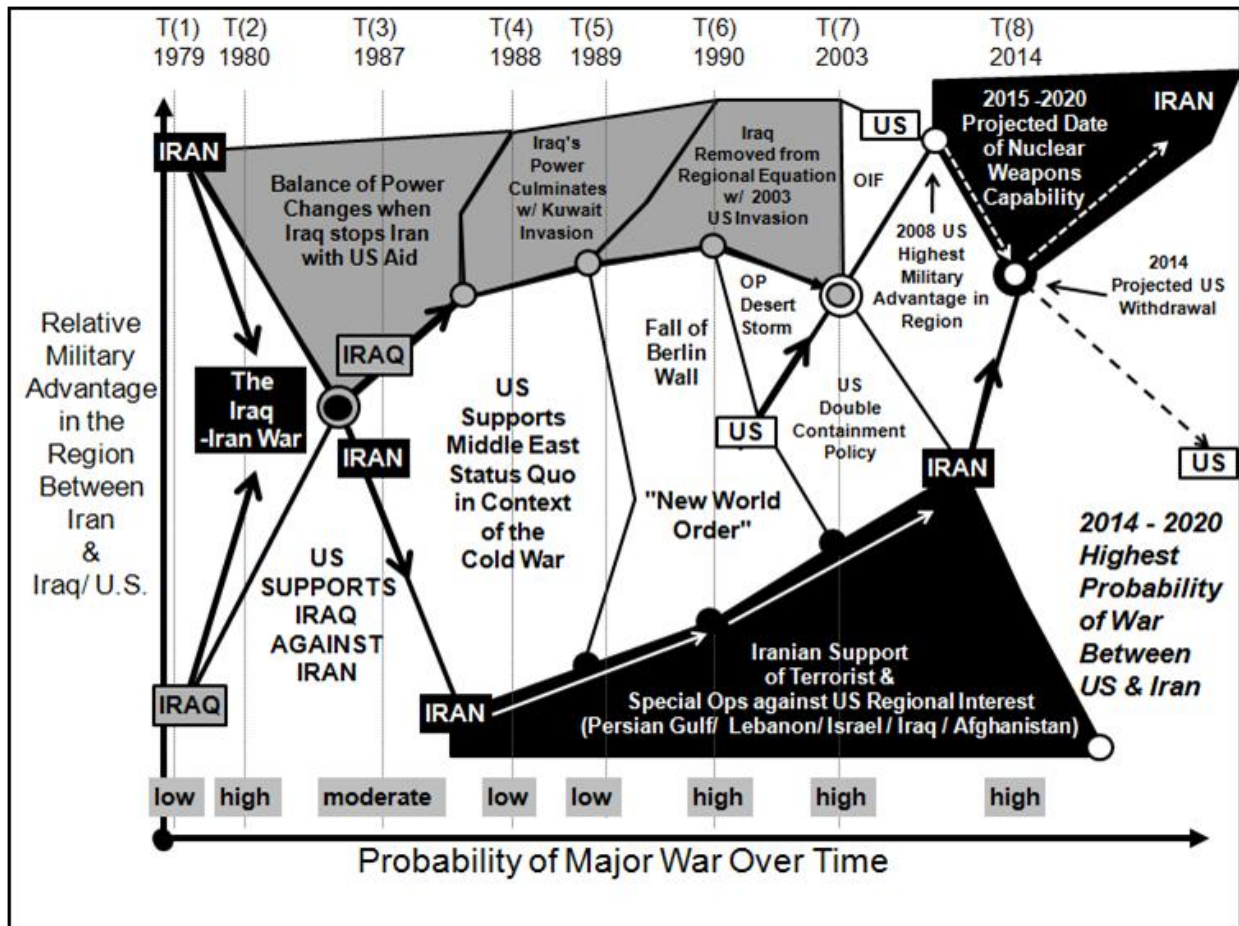 T(1) T(2) T(3) T(4) T(5) T(6) T(7) T(8)
1979 1980 1987 1988 1989 1990 2003 2014
Relative
Military
Advantage
in the
Region
Between
Iran
&
Iraq/ U.S.
IRAN
IRAQ
The
Iraq
-Iran War
Balance of Power
Changes when
Iraq stops Iran
with US Aid
IRAQ
IRAN
US
SUPPORTS
IRAQ
AGAINST
IRAN
IRAN
Iraq's
Power
Culminates
w/ Kuwait
Invasion
US
Supports
Middle East
Status Quo
in Context
of the
Cold War
Iraq
Removed from
Regional Equation
w/ 2003
US Invasion
Fall of
Berlin
Wall
"New World
Order"
OP
Desert
Storm
US
US
Double
Containment
Policy
US
OIF
2008 US
Highest
Military
Advantage in
Region
IRAN
Iranian Support
of Terrorist &
Special Ops against US Regional Interest
(Persian Gulf/ Lebanon/ Israel / Iraq / Afghanistan)
2015 -2020
Projected Date
of Nuclear
Weapons
Capability
IRAN
2014
Projected US
Withdrawal
US
2014 - 2020
Highest
Probability
of War
Between
US & Iran
low high moderate low low high high high
Probability of Major War Over Time